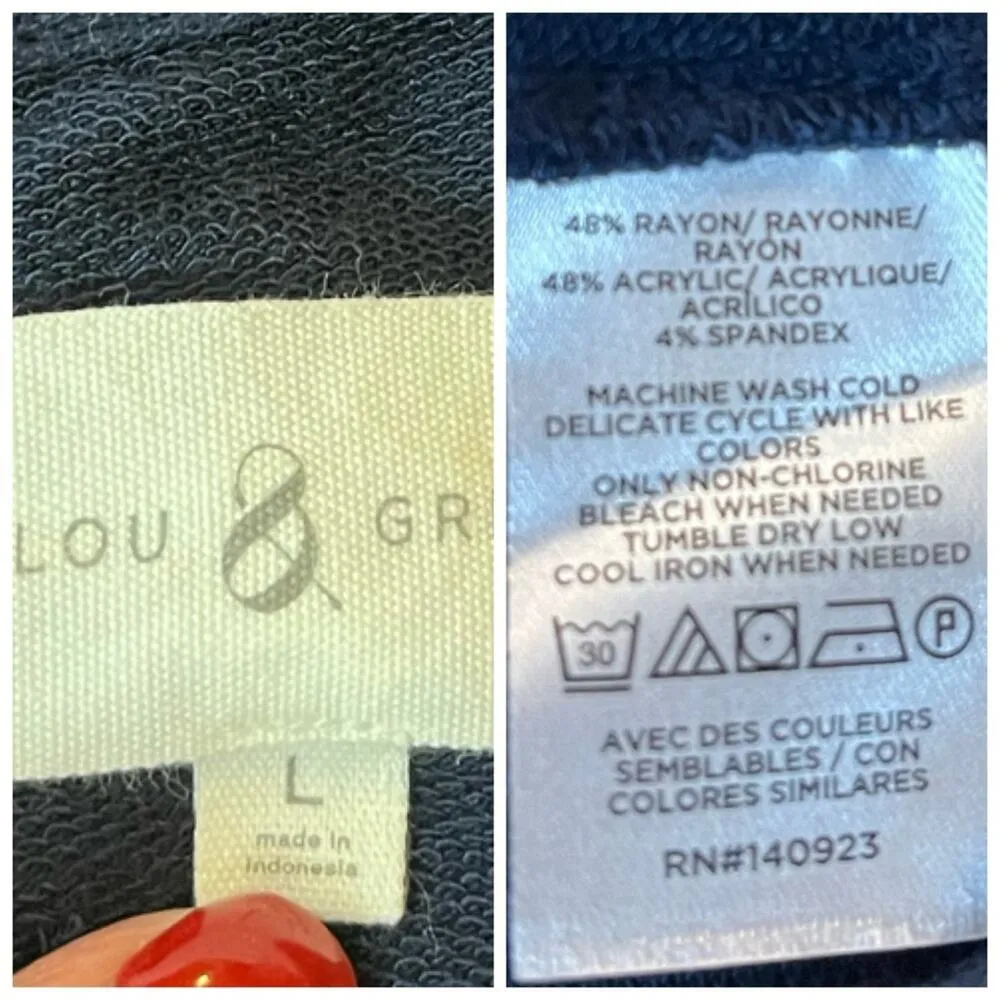 LOU & GR
L
made in
Indonesia
48% RAYON/ RAYONNE/
RAYÓN
48% ACRYLIC/ ACRYLIQUE/
ACRÍLICO
4% SPANDEX
MACHINE WASH COLD
DELICATE CYCLE WITH LIKE
COLORS
ONLY NON-CHLORINE
BLEACH WHEN NEEDED
TUMBLE DRY LOW
COOL IRON WHEN NEEDED
30 P
AVEC DES COULEURS
SEMBLABLES / CON
COLORES SIMILARES
RN#140923